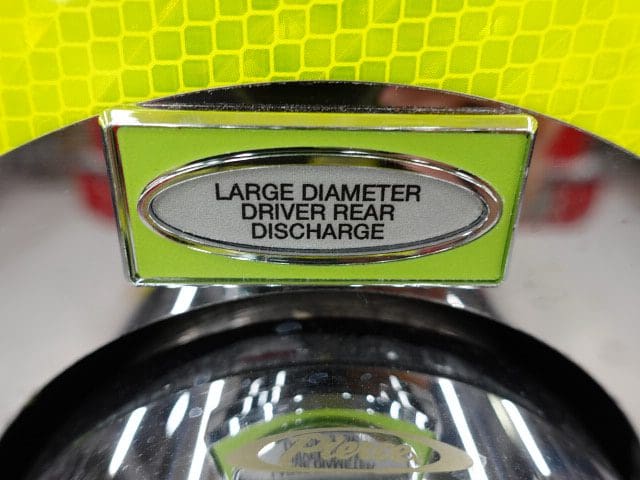 LARGE DIAMETER
DRIVER REAR
DISCHARGE
Pierce